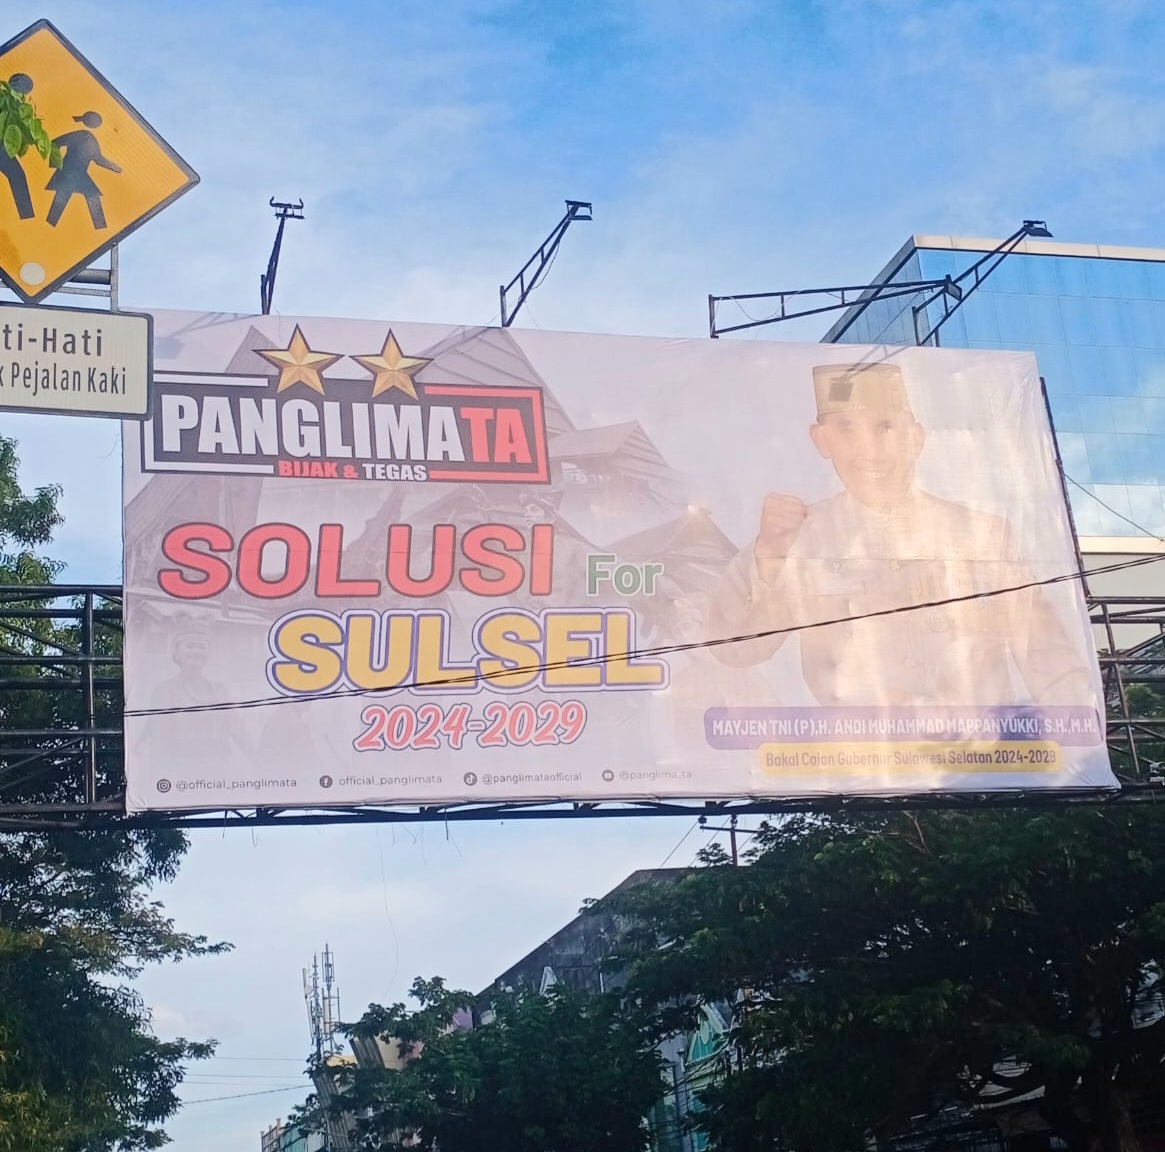 ti-Hati
k Pejalan Kaki
PANGLIMATA
BIJAK & TEGAS
SOLUSI For
SULSEL
2024-2029
MAYJEN TNI (P).H. ANDI MUHAMMAD MAPPANYUKKI, S.H.,M.H.
Bakal Calon Gubernur Sulawesi Selatan 2024-2029
@official_panglimata official_panglimata @panglimataofficial @panglima_ta